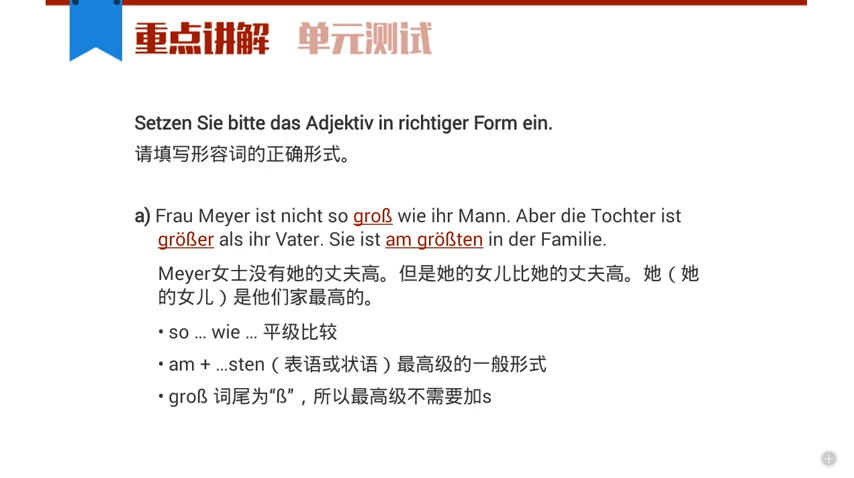 重点讲解 单元测试
Setzen Sie bitte das Adjektiv in richtiger Form ein.
请填写形容词的正确形式。
a) Frau Meyer ist nicht so groß wie ihr Mann. Aber die Tochter ist
größer als ihr Vater. Sie ist am größten in der Familie.
Meyer女士没有她的丈夫高。但是她的女儿比她的丈夫高。她（她
的女儿）是他们家最高的。
• so ... wie ... 平级比较
• am + ...sten（表语或状语）最高级的一般形式
• groß 词尾为“ß”，所以最高级不需要加s